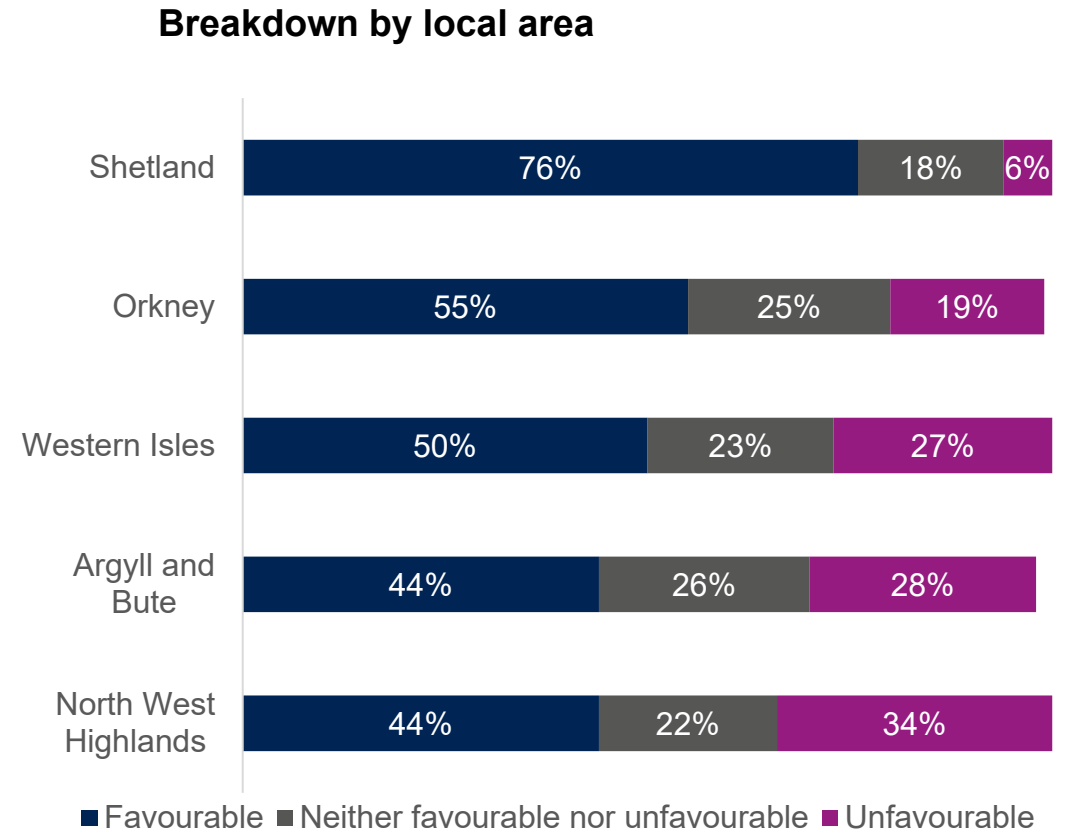 Breakdown by local area
Shetland
76%
18%
6%
Orkney
55%
25%
19%
Western Isles
50%
23%
27%
Argyll and
Bute
44%
26%
28%
North West
Highlands
44%
22%
34%
Favourable
Neither favourable nor unfavourable
Unfavourable